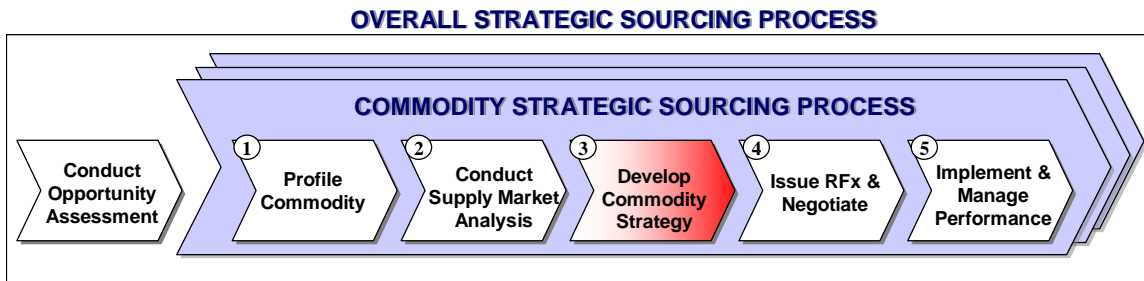 OVERALL STRATEGIC SOURCING PROCESS
COMMODITY STRATEGIC SOURCING PROCESS
Conduct
Opportunity
Assessment
1
Profile
Commodity
2
Conduct
Supply Market
Analysis
3
Develop
Commodity
Strategy
4
Issue RFx &
Negotiate
5
Implement &
Manage
Performance